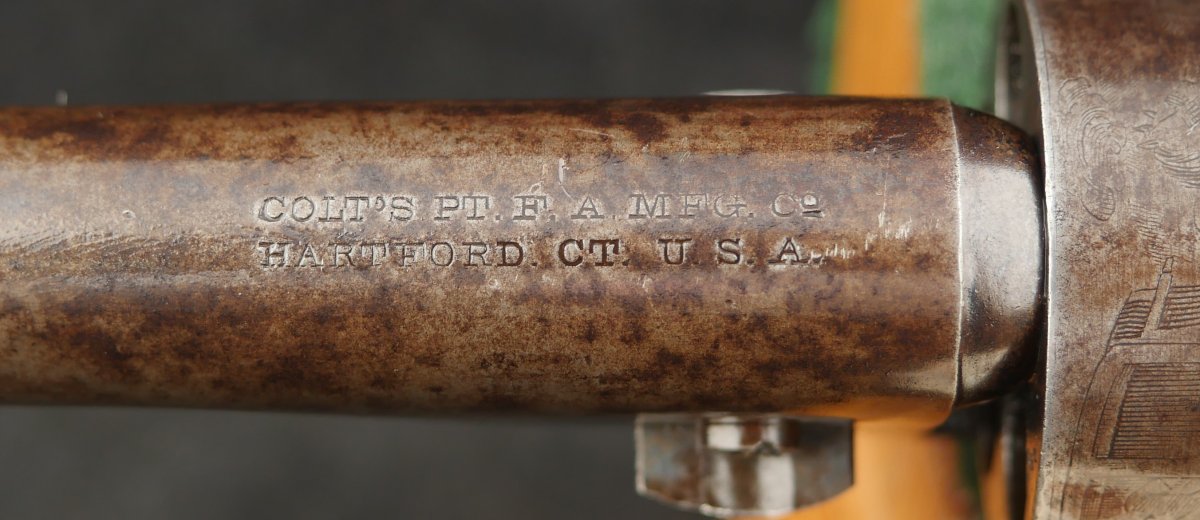 COLT'S PT. F. A. MFG. Cº
HARTFORD. CT. U. S. A.